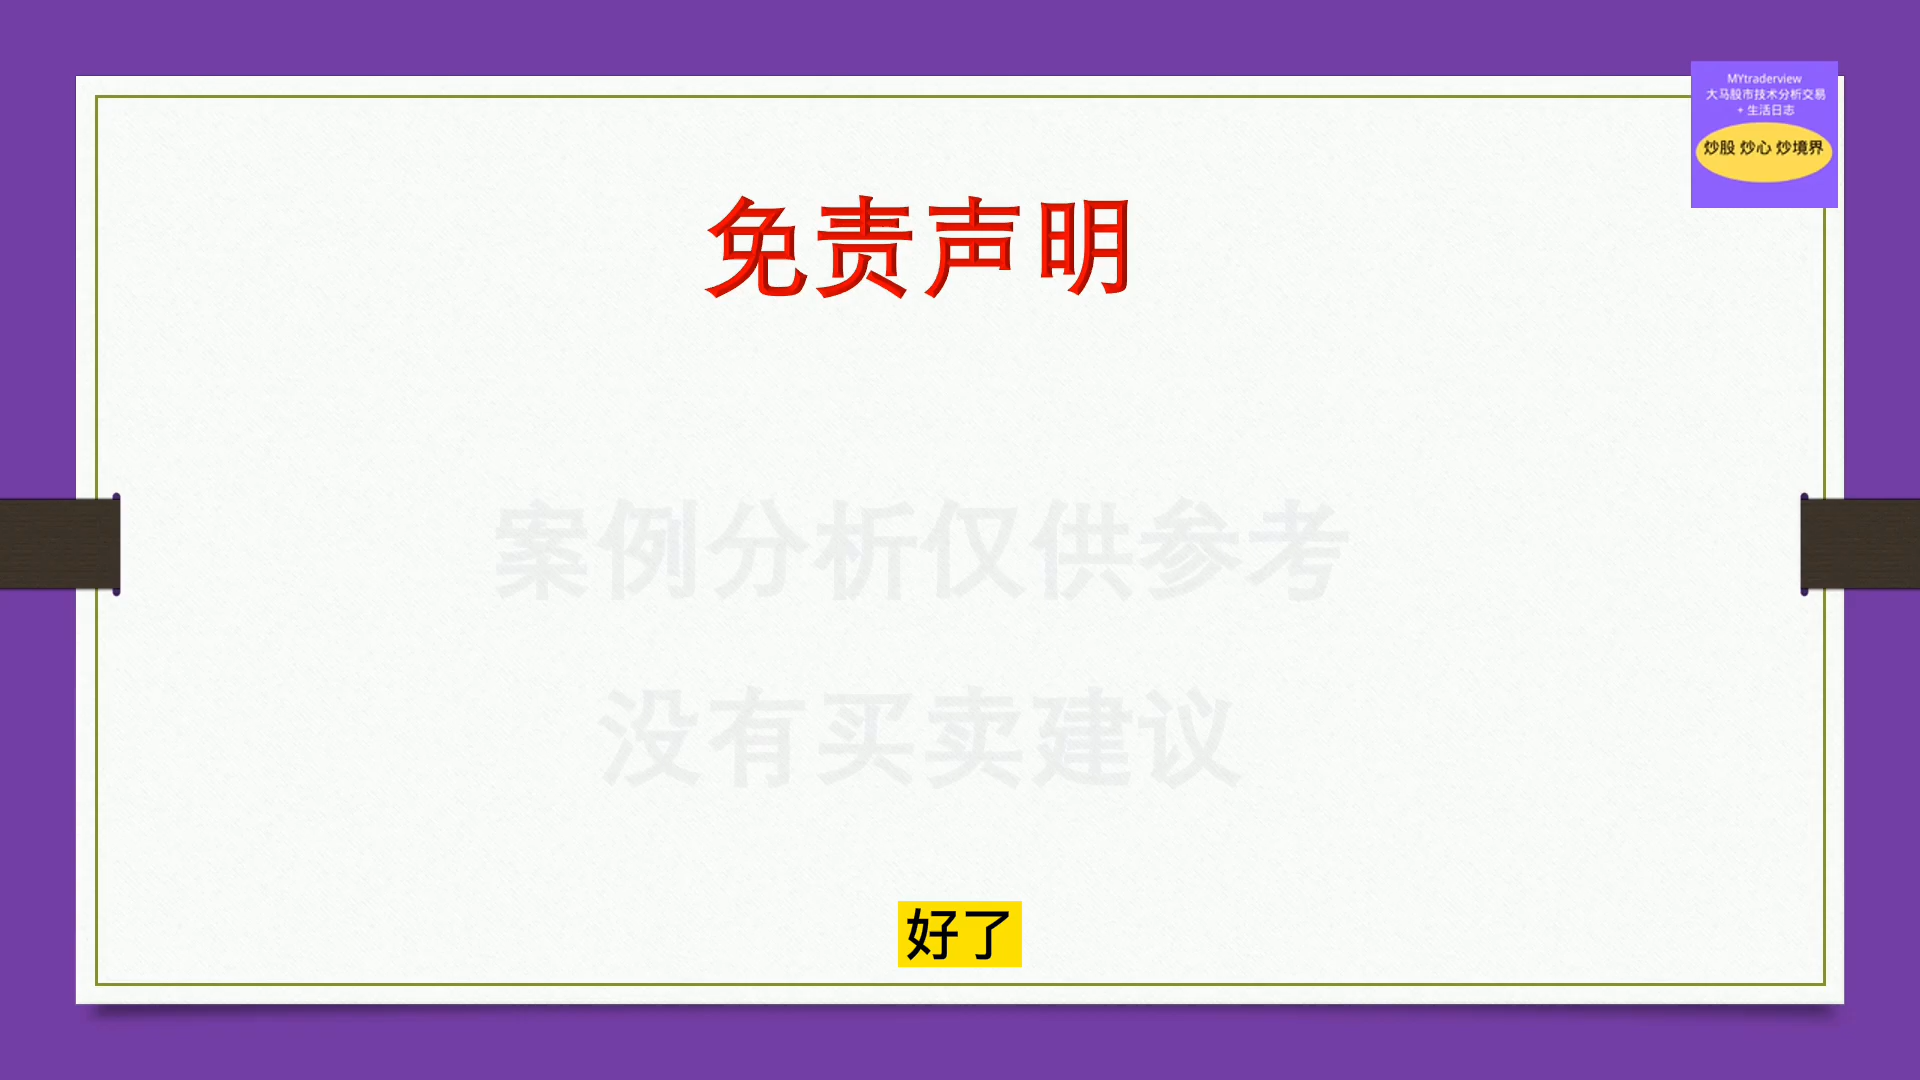 MYtraderview
大马股市技术分析交易
+ 生活日志
炒股 炒心 炒境界
免责声明
案例分析仅供参考
没有买卖建议
好了